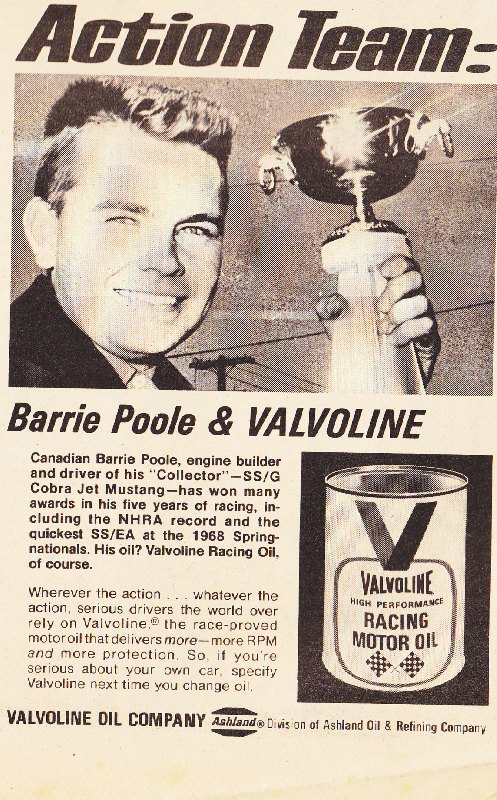 Action Team:
Barrie Poole & VALVOLINE
Canadian Barrie Poole, engine builder
and driver of his "Collector"—SS/G
Cobra Jet Mustang—has won many
awards in his five years of racing, in-
cluding the NHRA record and the
quickest SS/EA at the 1968 Spring-
nationals. His oil? Valvoline Racing Oil,
of course.
Wherever the action . . . whatever the
action, serious drivers the world over
rely on Valvoline,® the race-proved
motor oil that delivers more—more RPM
and more protection. So, if you're
serious about your own car, specify
Valvoline next time you change oil.
VALVOLINE
HIGH PERFORMANCE
RACING
MOTOR OIL
VALVOLINE OIL COMPANY Ashland® Division of Ashland Oil & Refining Company